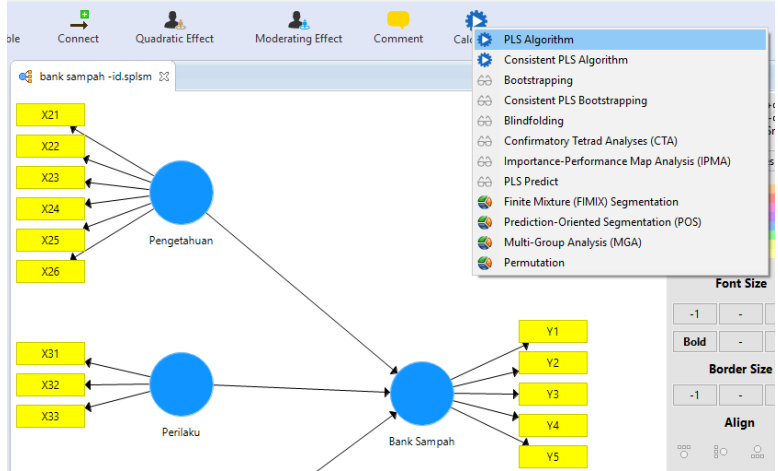 Connect
Quadratic Effect
Moderating Effect
Comment
bank sampah -id.splsm
PLS Algorithm
Consistent PLS Algorithm
Bootstrapping
Consistent PLS Bootstrapping
Blindfolding
Confirmatory Tetrad Analyses (CTA)
Importance-Performance Map Analysis (IPMA)
PLS Predict
Finite Mixture (FIMIX) Segmentation
Prediction-Oriented Segmentation (POS)
Multi-Group Analysis (MGA)
Permutation
X21
X22
X23
X24
X25
X26
Pengetahuan
X31
X32
X33
Perilaku
Bank Sampah
Y1
Y2
Y3
Y4
Y5
Font Size
-1 -
Bold -
Border Size
-1 -
Align